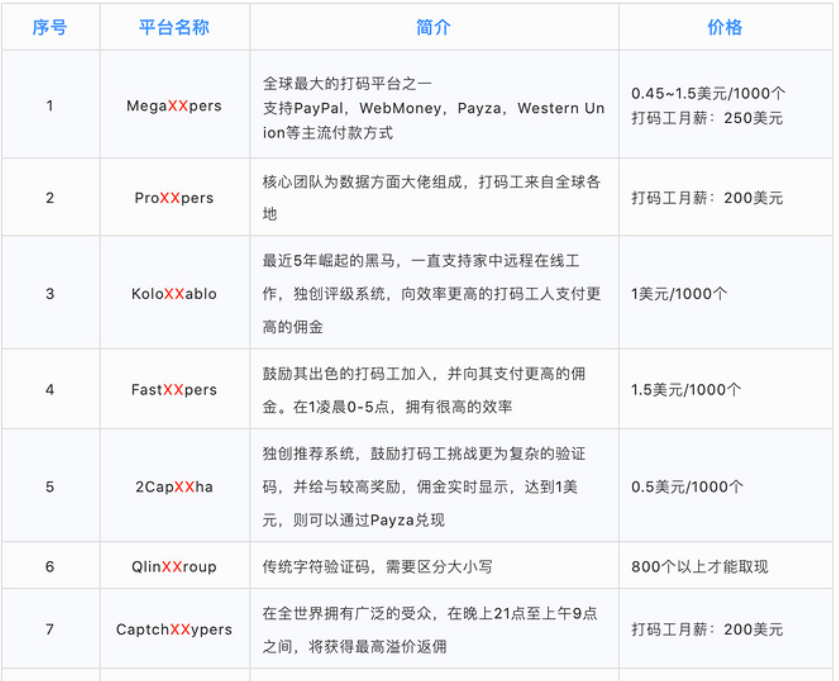 序号
平台名称
简介
价格
1
MegaXXpers
全球最大的打码平台之一
支持PayPal，WebMoney，Payza，Western Un
ion等主流付款方式
0.45~1.5美元/1000个
打码工月薪：250美元
2
ProXXpers
核心团队为数据方面大佬组成，打码工来自全球各
地
打码工月薪：200美元
3
KoloXXablo
最近5年崛起的黑马，一直支持家中远程在线工
作，独创评级系统，向效率更高的打码工人支付更
高的佣金
1美元/1000个
4
FastXXpers
鼓励其出色的打码工加入，并向其支付更高的佣
金。在1凌晨0-5点，拥有很高的效率
1.5美元/1000个
5
2CapXXha
独创推荐系统，鼓励打码工挑战更为复杂的验证
码，并给与较高奖励，佣金实时显示，达到1美
元，则可以通过Payza兑现
0.5美元/1000个
6
QlinXXroup
传统字符验证码，需要区分大小写
800个以上才能取现
7
CaptchXXypers
在全世界拥有广泛的受众，在晚上21点至上午9点
之间，将获得最高溢价返佣
打码工月薪：200美元